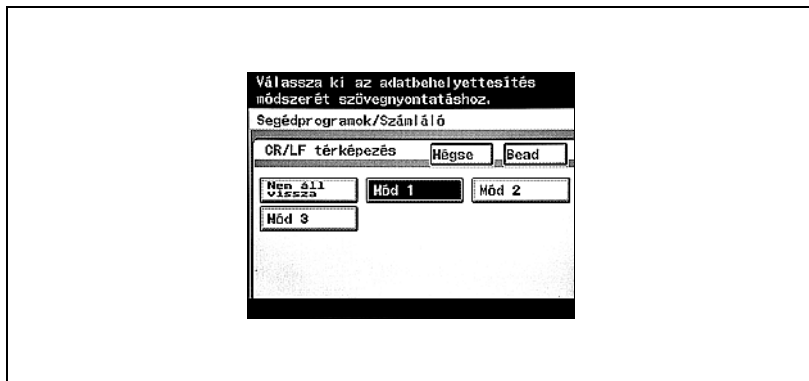 Válassza ki az adatbehelyettesítés
módszerét szövegnyomtatáshoz.
Segédprogramok/Számláló
CR/LF térképezés
Mégse
Bead
Nem áll
vissza
Mód 1
Mód 2
Mód 3